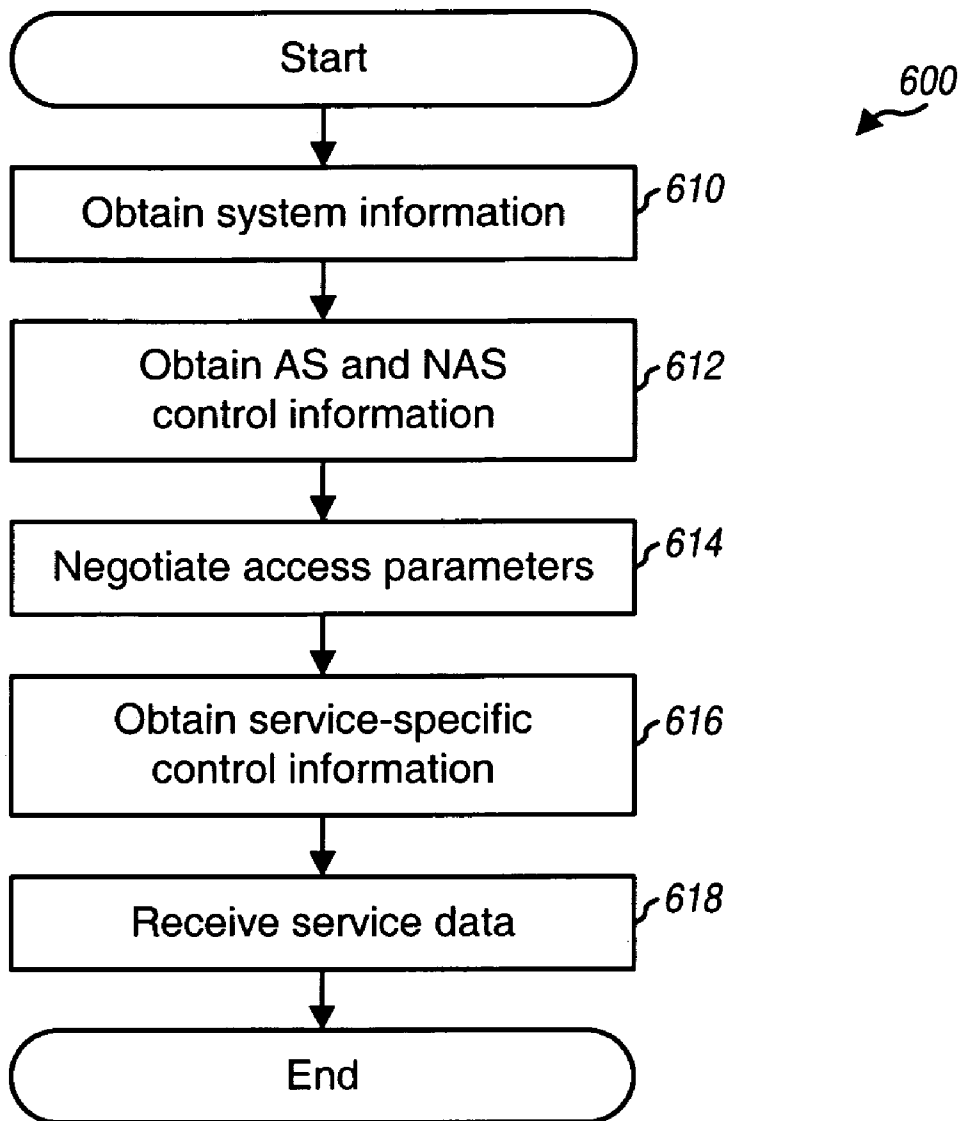 Start
600
Obtain system information
610
Obtain AS and NAS
control information
612
Negotiate access parameters
614
Obtain service-specific
control information
616
Receive service data
618
End